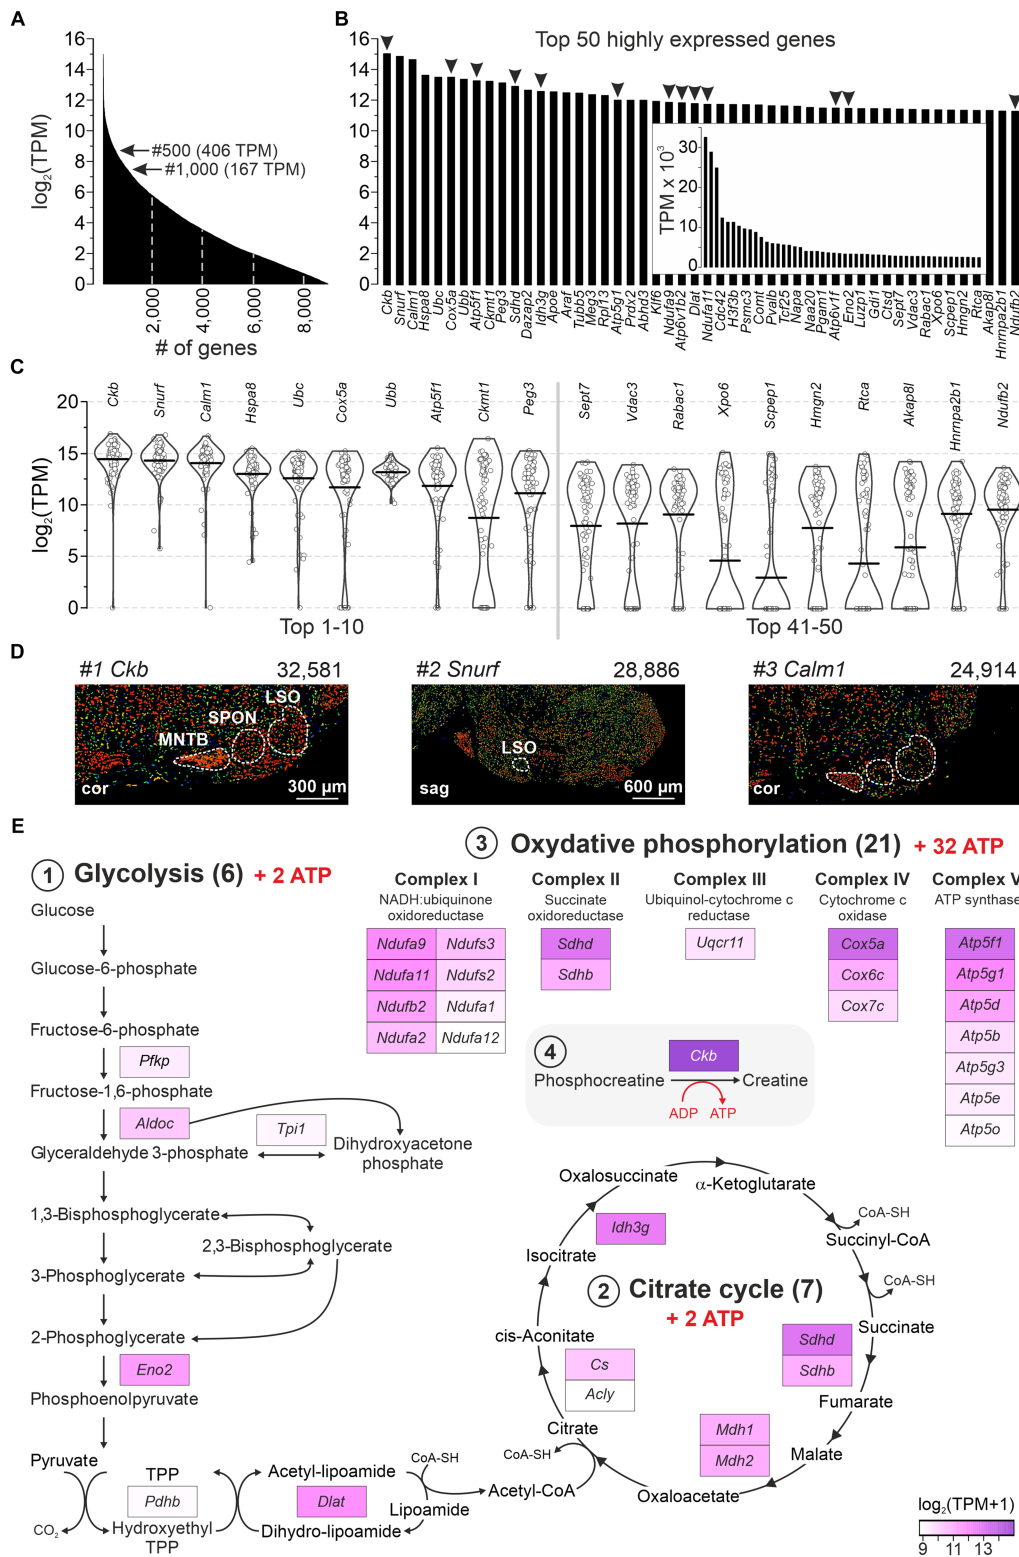 A
16
14
12
10
8
6
4
2
0
log2(TPM)
#500 (406 TPM)
#1,000 (167 TPM)
2,000
4,000
6,000
8,000
# of genes
B
Top 50 highly expressed genes
16
14
12
10
8
6
4
2
0
TPM x 10³
30
20
10
0
Ckb
Snurf
Calm1
Hspa8
Ubc
Cox5a
Ubb
Atp5f1
Ckmt1
Peg3
Sdhd
Dazap2
Idh3g
Apoe
Araf
Tubb5
Meg3
Rpl13
Atp5g1
Prdx2
Abhd3
Klf6
Ndufa9
Atp6v1b2
Dlat
Ndufa11
Cdc42
H3f3b
Psmc3
Comt
Pvalb
Tcf25
Napa
Naa20
Pgam1
Atp6v1f
Eno2
Luzp1
Gdi1
Ctsd
Sept7
Vdac3
Rabac1
Xpo6
Scpep1
Hmgn2
Rtca
Akap8l
Hnrnpa2b1
Ndufb2
C
20
15
10
5
0
log2(TPM)
Ckb
Snurf
Calm1
Hspa8
Ubc
Cox5a
Ubb
Atp5f1
Ckmt1
Peg3
Sept7
Vdac3
Rabac1
Xpo6
Scpep1
Hmgn2
Rtca
Akap8l
Hnrmpa2b1
Ndufb2
Top 1-10
Top 41-50
D
#1 Ckb 32,581
LSO
SPON
MNTB
cor
300 µm
#2 Snurf 28,886
LSO
sag
600 µm
#3 Calm1 24,914
cor
E
1 Glycolysis (6) + 2 ATP
Glucose
Glucose-6-phosphate
Fructose-6-phosphate
Pfkp
Fructose-1,6-phosphate
Aldoc
Tpi1
Glyceraldehyde 3-phosphate
Dihydroxyacetone
phosphate
1,3-Bisphosphoglycerate
2,3-Bisphosphoglycerate
3-Phosphoglycerate
2-Phosphoglycerate
Eno2
Phosphoenolpyruvate
Pyruvate
CO2
TPP
Pdhb
Hydroxyethyl
TPP
Acetyl-lipoamide
Dlat
Dihydro-lipoamide
CoA-SH
Lipoamide
3 Oxydative phosphorylation (21) + 32 ATP
Complex I
NADH:ubiquinone
oxidoreductase
Ndufa9 Ndufs3
Ndufa11 Ndufs2
Ndufb2 Ndufa1
Ndufa2 Ndufa12
Complex II
Succinate
oxidoreductase
Sdhd
Sdhb
Complex III
Ubiquinol-cytochrome c
reductase
Uqcr11
Complex IV
Cytochrome c
oxidase
Cox5a
Cox6c
Cox7c
Complex V
ATP synthase
Atp5f1
Atp5g1
Atp5d
Atp5b
Atp5g3
Atp5e
Atp5o
4
Ckb
Phosphocreatine
Creatine
ADP
ATP
2 Citrate cycle (7)
+ 2 ATP
Oxalosuccinate
α-Ketoglutarate
CoA-SH
Succinyl-CoA
CoA-SH
Succinate
Sdhd
Sdhb
Fumarate
Malate
Mdh1
Mdh2
Oxaloacetate
Acetyl-CoA
CoA-SH
Citrate
Cs
Acly
cis-Aconitate
Isocitrate
Idh3g
log2(TPM+1)
9 11 13